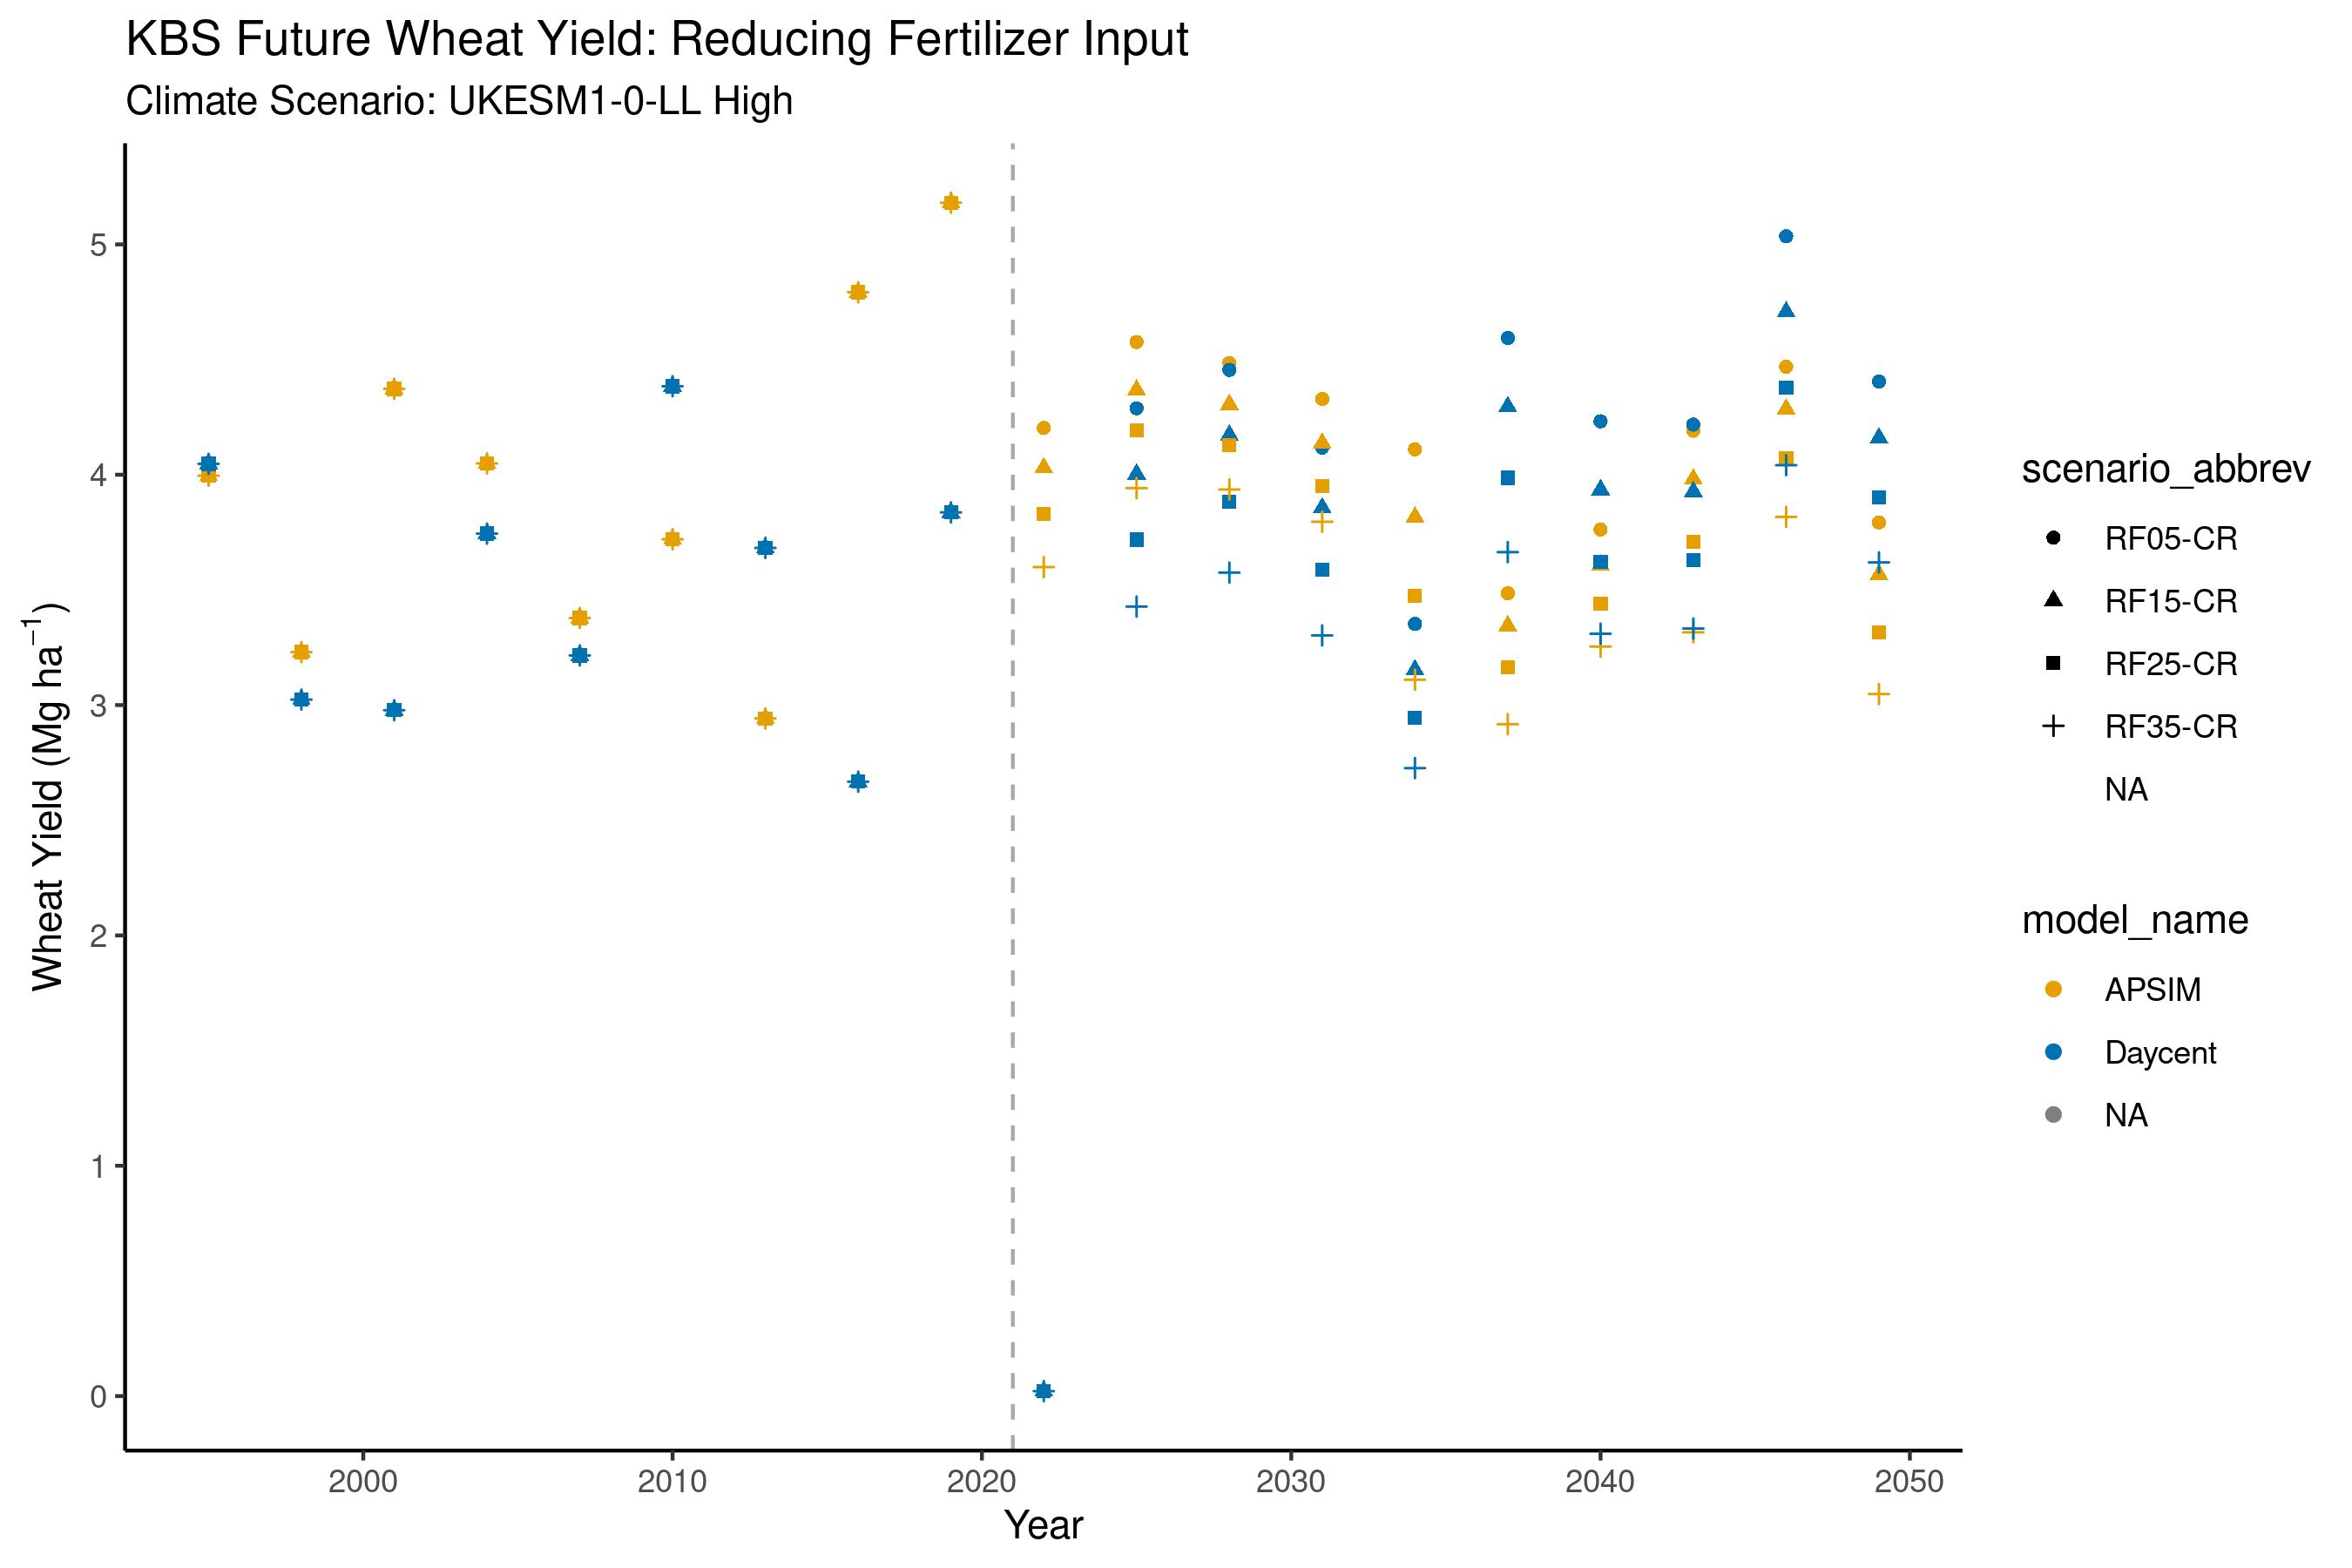 KBS Future Wheat Yield: Reducing Fertilizer Input
Climate Scenario: UKESM1-0-LL High
Wheat Yield (Mg ha⁻¹)
5
4
3
2
1
0
2000 2010 2020 2030 2040 2050
Year
scenario_abbrev
RF05-CR
RF15-CR
RF25-CR
RF35-CR
NA
model_name
APSIM
Daycent
NA